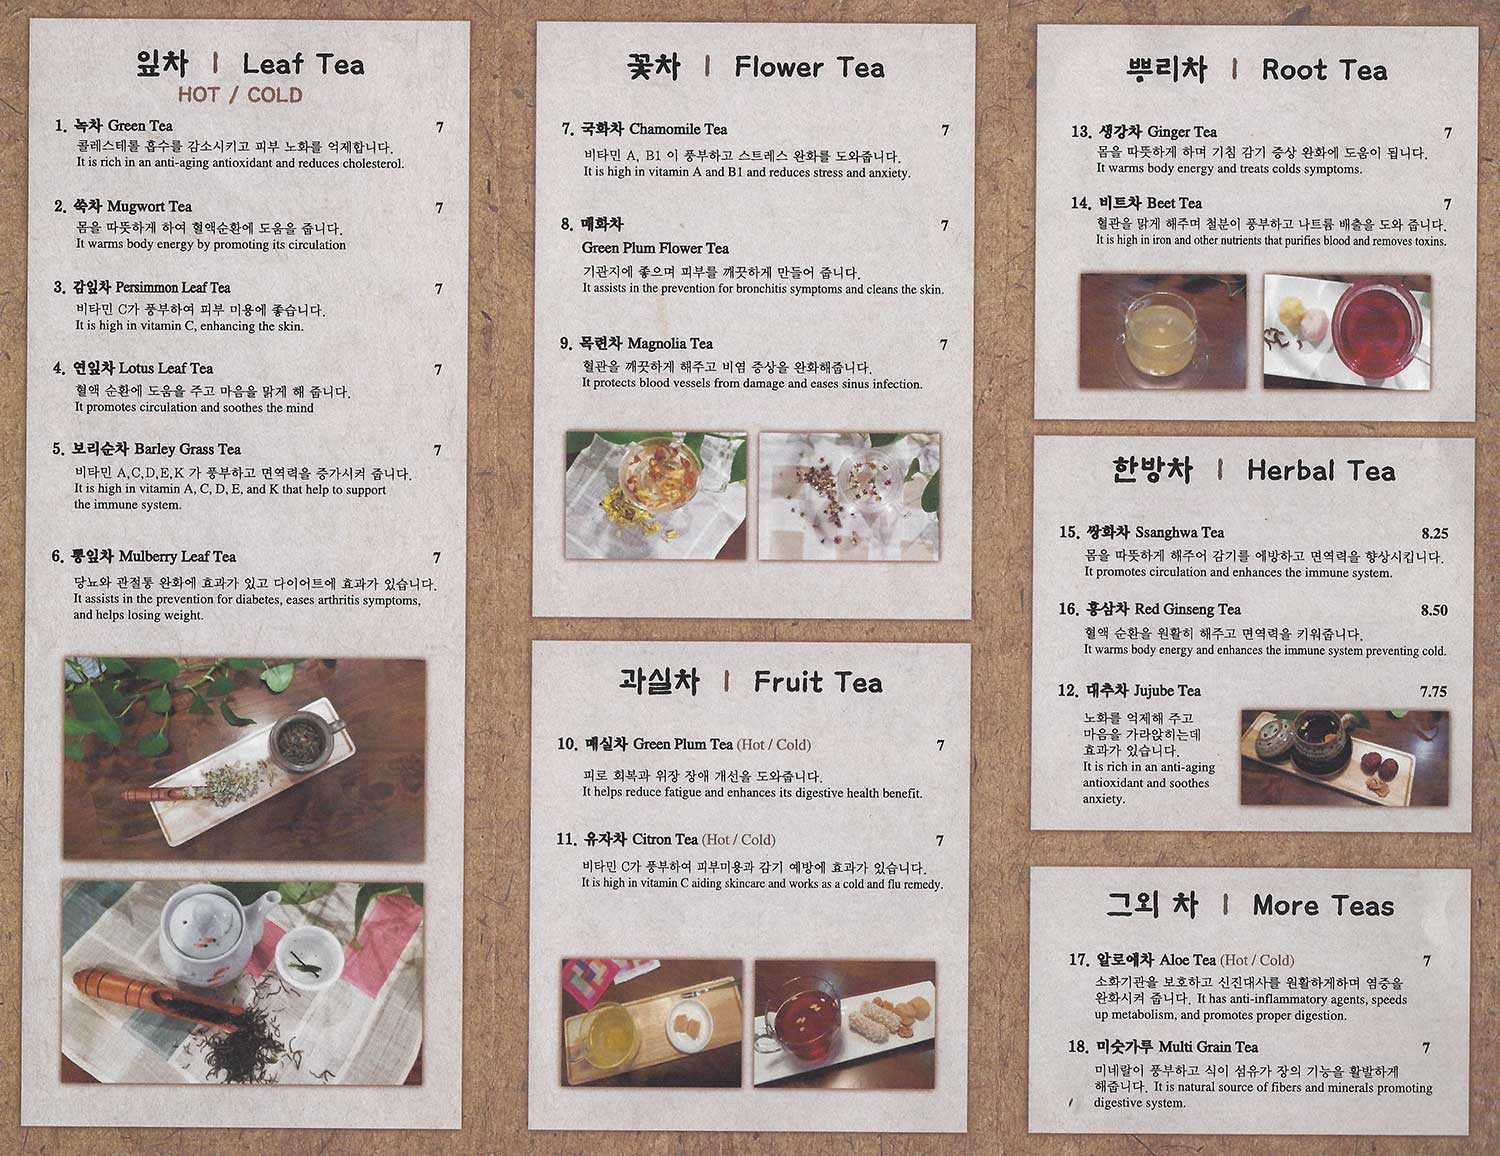 잎차 | Leaf Tea
HOT / COLD
1. 녹차 Green Tea 7
콜레스테롤 흡수를 감소시키고 피부 노화를 억제합니다.
It is rich in an anti-aging antioxidant and reduces cholesterol.
2. 쑥차 Mugwort Tea 7
몸을 따뜻하게 하여 혈액순환에 도움을 줍니다.
It warms body energy by promoting its circulation
3. 감잎차 Persimmon Leaf Tea 7
비타민 C가 풍부하여 피부 미용에 좋습니다.
It is high in vitamin C, enhancing the skin.
4. 연잎차 Lotus Leaf Tea 7
혈액 순환에 도움을 주고 마음을 맑게 해 줍니다.
It promotes circulation and soothes the mind
5. 보리순차 Barley Grass Tea 7
비타민 A,C,D,E,K 가 풍부하고 면역력을 증가시켜 줍니다.
It is high in vitamin A, C, D, E, and K that help to support
the immune system.
6. 뽕잎차 Mulberry Leaf Tea 7
당뇨와 관절통 완화에 효과가 있고 다이어트에 효과가 있습니다.
It assists in the prevention for diabetes, eases arthritis symptoms,
and helps losing weight.
꽃차 | Flower Tea
7. 국화차 Chamomile Tea 7
비타민 A, B1 이 풍부하고 스트레스 완화를 도와줍니다.
It is high in vitamin A and B1 and reduces stress and anxiety.
8. 매화차 7
Green Plum Flower Tea
기관지에 좋으며 피부를 깨끗하게 만들어 줍니다.
It assists in the prevention for bronchitis symptoms and cleans the skin.
9. 목련차 Magnolia Tea 7
혈관을 깨끗하게 해주고 비염 증상을 완화해줍니다.
It protects blood vessels from damage and eases sinus infection.
과실차 | Fruit Tea
10. 매실차 Green Plum Tea (Hot / Cold) 7
피로 회복과 위장 장애 개선을 도와줍니다.
It helps reduce fatigue and enhances its digestive health benefit.
11. 유자차 Citron Tea (Hot / Cold) 7
비타민 C가 풍부하여 피부미용과 감기 예방에 효과가 있습니다.
It is high in vitamin C aiding skincare and works as a cold and flu remedy.
뿌리차 | Root Tea
13. 생강차 Ginger Tea 7
몸을 따뜻하게 하며 기침 감기 증상 완화에 도움이 됩니다.
It warms body energy and treats colds symptoms.
14. 비트차 Beet Tea 7
혈관을 맑게 해주며 철분이 풍부하고 나트륨 배출을 도와 줍니다.
It is high in iron and other nutrients that purifies blood and removes toxins.
한방차 | Herbal Tea
15. 쌍화차 Ssanghwa Tea 8.25
몸을 따뜻하게 해주어 감기를 예방하고 면역력을 향상시킵니다.
It promotes circulation and enhances the immune system.
16. 홍삼차 Red Ginseng Tea 8.50
혈액 순환을 원활히 해주고 면역력을 키워줍니다.
It warms body energy and enhances the immune system preventing cold.
12. 대추차 Jujube Tea 7.75
노화를 억제해 주고
마음을 가라앉히는데
효과가 있습니다.
It is rich in an anti-aging
antioxidant and soothes
anxiety.
그외 차 | More Teas
17. 알로에차 Aloe Tea (Hot / Cold) 7
소화기관을 보호하고 신진대사를 원활하게하며 염증을
완화시켜 줍니다. It has anti-inflammatory agents, speeds
up metabolism, and promotes proper digestion.
18. 미숫가루 Multi Grain Tea 7
미네랄이 풍부하고 식이 섬유가 장의 기능을 활발하게
해줍니다. It is natural source of fibers and minerals promoting
digestive system.